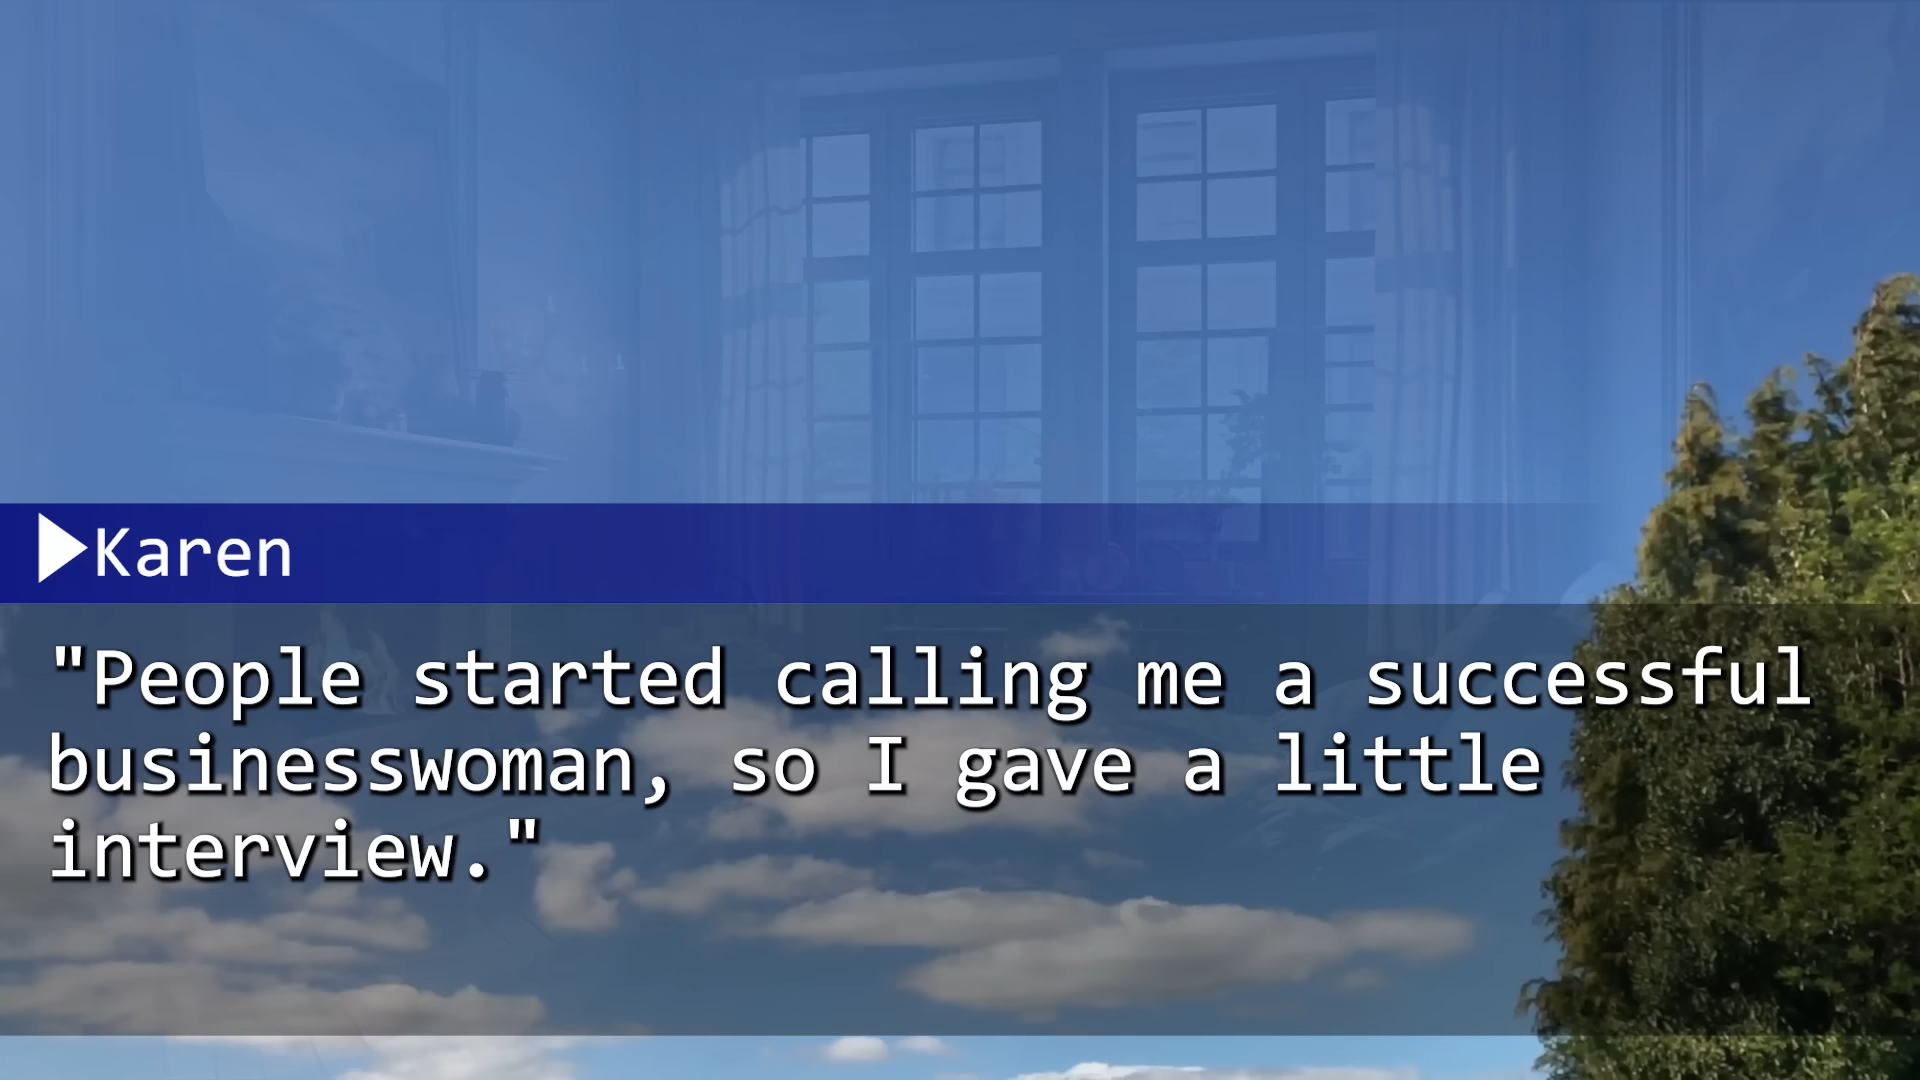 Karen
"People started calling me a successful
businesswoman, so I gave a little
interview."